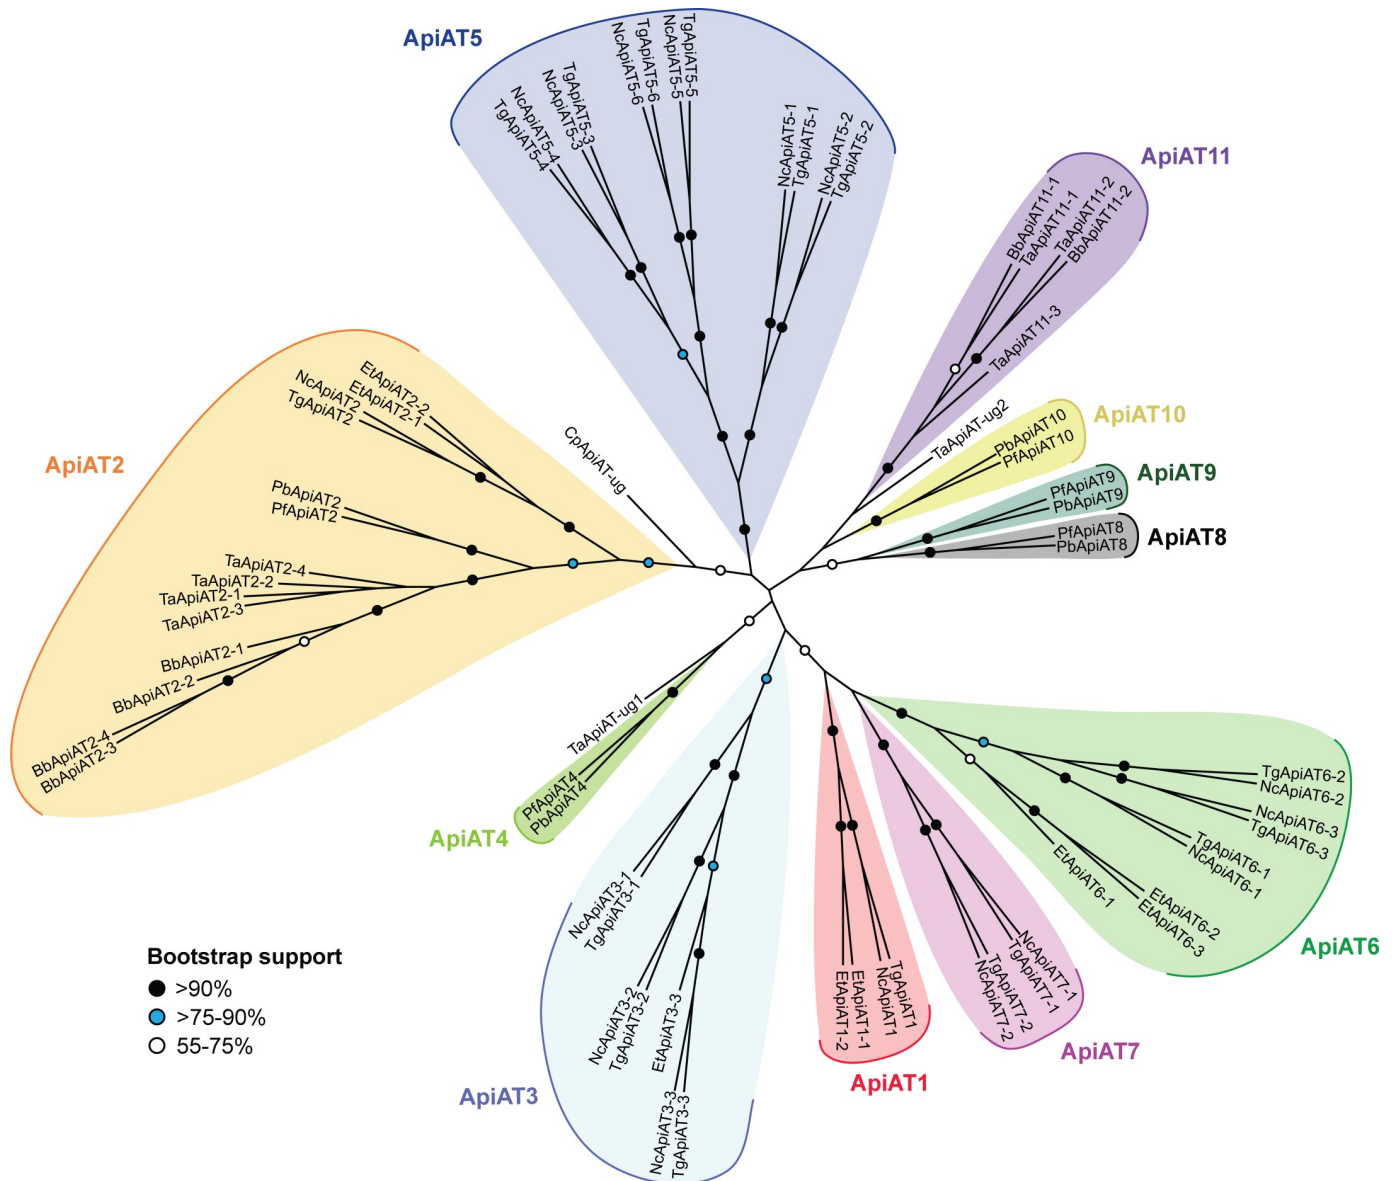 ApiAT5
TgApiAT5-4
NcApiAT5-4
NcApiAT5-3
TgApiAT5-3
NcApiAT5-6
TgApiAT5-6
NcApiAT5-5
TgApiAT5-5
NcApiAT5-1
TgApiAT5-1
NcApiAT5-2
TgApiAT5-2
ApiAT11
BbApiAT11-1
TaApiAT11-1
TaApiAT11-2
BbApiAT11-2
TaApiAT11-3
TaApiAT-ug2
ApiAT10
PbApiAT10
PfApiAT10
ApiAT9
PfApiAT9
PbApiAT9
ApiAT8
PfApiAT8
PbApiAT8
ApiAT2
EtApiAT2-2
EtApiAT2-1
NcApiAT2
TgApiAT2
PbApiAT2
PfApiAT2
TaApiAT2-4
TaApiAT2-2
TaApiAT2-1
TaApiAT2-3
BbApiAT2-1
BbApiAT2-2
BbApiAT2-4
BbApiAT2-3
CpApiAT-ug
TaApiAT-ug1
ApiAT4
PfApiAT4
PbApiAT4
ApiAT6
TgApiAT6-2
NcApiAT6-2
NcApiAT6-3
TgApiAT6-3
TgApiAT6-1
NcApiAT6-1
EtApiAT6-1
EtApiAT6-2
EtApiAT6-3
ApiAT7
NcApiAT7-1
TgApiAT7-1
TgApiAT7-2
NcApiAT7-2
ApiAT1
TgApiAT1
NcApiAT1
EtApiAT1-1
EtApiAT1-2
ApiAT3
NcApiAT3-1
TgApiAT3-1
NcApiAT3-2
TgApiAT3-2
EtApiAT3-3
NcApiAT3-3
TgApiAT3-3
Bootstrap support
>90%
>75-90%
55-75%